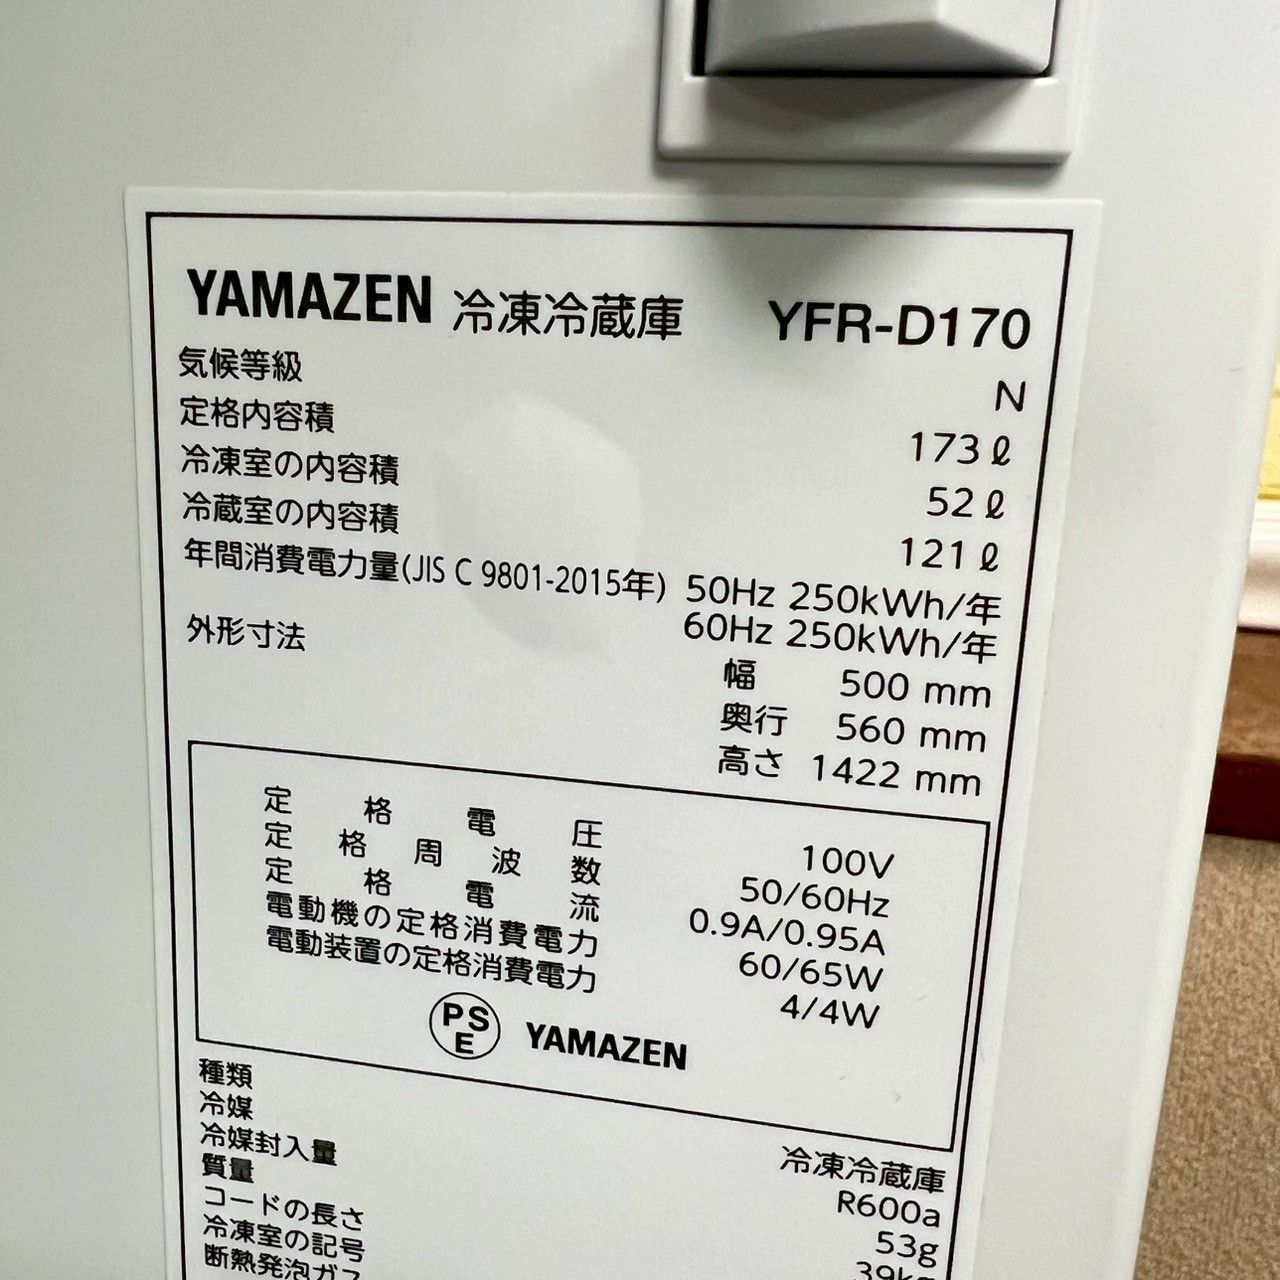 YAMAZEN 冷凍冷蔵庫 YFR-D170
気候等級 N
定格内容積 173ℓ
冷凍室の内容積 52ℓ
冷蔵室の内容積 121ℓ
年間消費電力量(JIS C 9801-2015年) 50Hz 250kWh/年
60Hz 250kWh/年
外形寸法
幅 500 mm
奥行 560 mm
高さ 1422 mm
定格電圧 100V
定格周波数 50/60Hz
定格電流 0.9A/0.95A
電動機の定格消費電力 60/65W
電動装置の定格消費電力 4/4W
PSE YAMAZEN
種類 冷凍冷蔵庫
冷媒 R600a
冷媒封入量 53g
質量 39kg
コードの長さ
冷凍室の記号
断熱発泡ガス